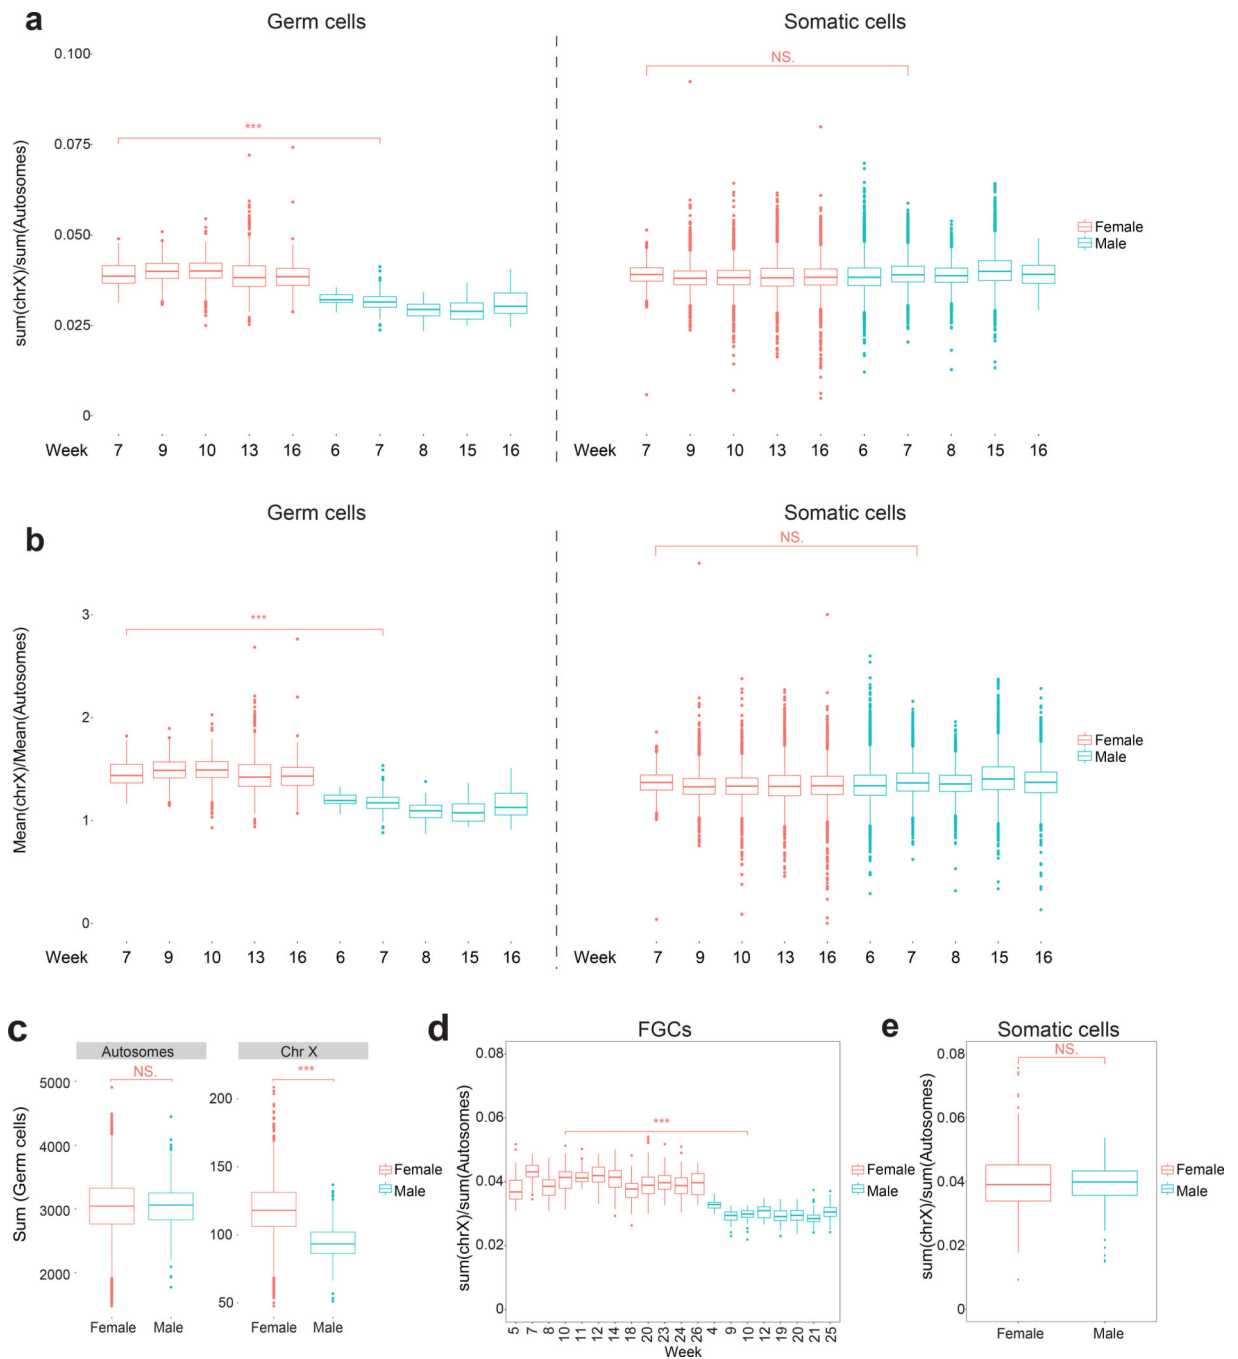 a
Germ cells
Somatic cells
sum(chrX)/sum(Autosomes)
0.100
0.075
0.050
0.025
0
***
NS.
Female
Male
Week 7 9 10 13 16 6 7 8 15 16
Week 7 9 10 13 16 6 7 8 15 16
b
Germ cells
Somatic cells
Mean(chrX)/Mean(Autosomes)
3
2
1
0
***
NS.
Female
Male
Week 7 9 10 13 16 6 7 8 15 16
Week 7 9 10 13 16 6 7 8 15 16
c
Autosomes
Chr X
Sum (Germ cells)
5000
4000
3000
2000
NS.
200
150
100
50
***
Female Male
Female Male
Female
Male
d
FGCs
sum(chrX)/sum(Autosomes)
0.08
0.06
0.04
0.02
0
***
5 7 8 10 11 12 14 18 20 23 24 26 4 9 10 12 19 20 21 25
Week
Female
Male
e
Somatic cells
sum(chrX)/sum(Autosomes)
0.08
0.06
0.04
0.02
0
NS.
Female Male
Female
Male